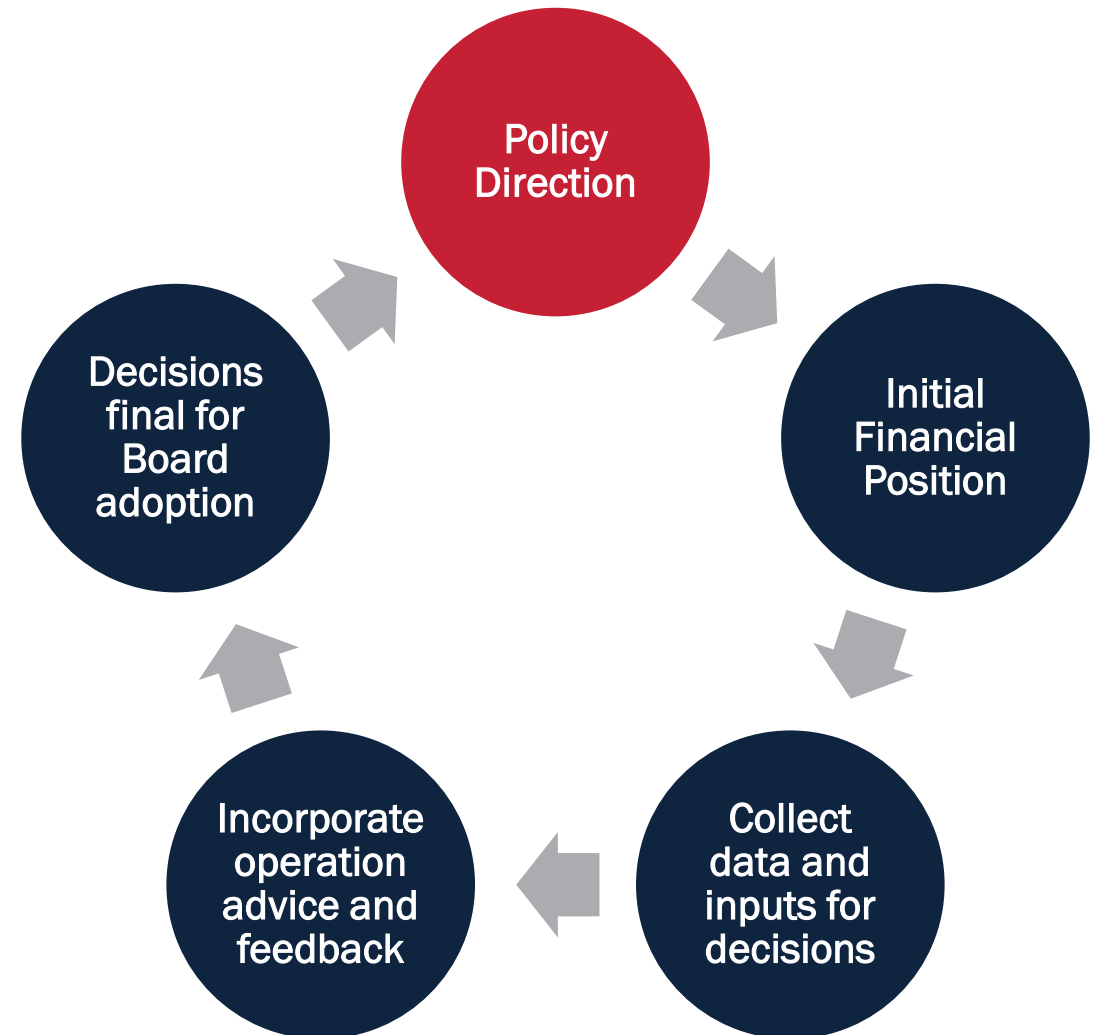 Policy
Direction
Initial
Financial
Position
Collect
data and
inputs for
decisions
Incorporate
operation
advice and
feedback
Decisions
final for
Board
adoption